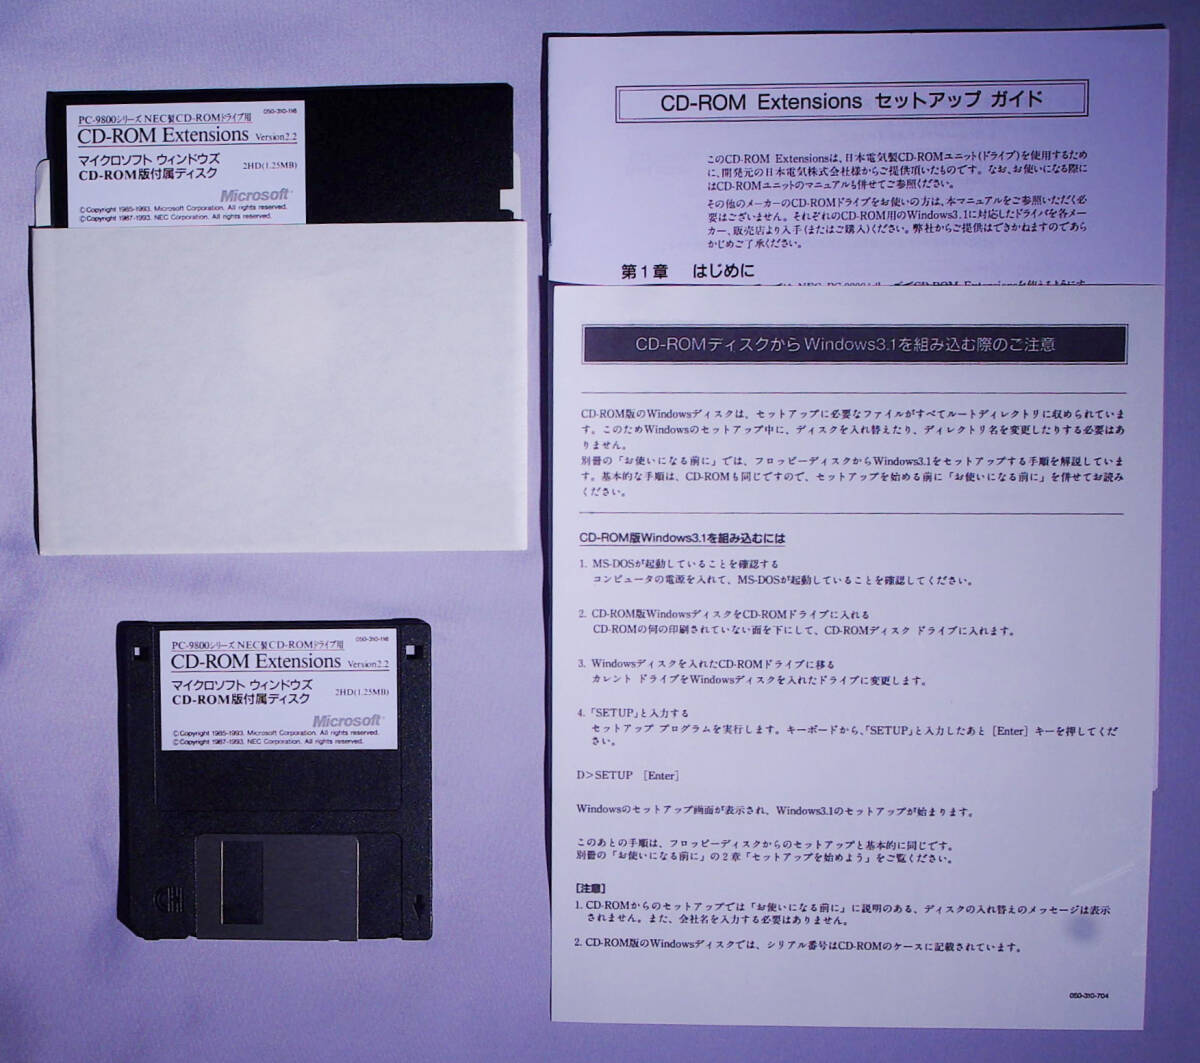 PC-9800シリーズ NEC製CD-ROMドライブ用
050-310-198
CD-ROM Extensions Version2.2
マイクロソフト ウィンドウズ
2HD(1.25MB)
CD-ROM版付属ディスク
Microsoft
©Copyright 1985-1993. Microsoft Corporation. All rights reserved.
©Copyright 1987-1993. NEC Corporation. All rights reserved.
PC-9800シリーズ NEC製CD-ROMドライブ用
050-310-198
CD-ROM Extensions Version2.2
マイクロソフト ウィンドウズ
2HD(1.25MB)
CD-ROM版付属ディスク
Microsoft
©Copyright 1985-1993. Microsoft Corporation. All rights reserved.
©Copyright 1987-1993. NEC Corporation. All rights reserved.
CD-ROM Extensions セットアップ ガイド
このCD-ROM Extensionsは、日本電気製CD-ROMユニット(ドライブ)を使用するため
に、開発元の日本電気株式会社様からご提供頂いたものです。なお、お使いになる際に
はCD-ROMユニットのマニュアルも併せてご参照ください。
その他のメーカーのCD-ROMドライブをお使いの方は、本マニュアルをご参照いただく必
要はございません。それぞれのCD-ROM用のWindows3.1に対応したドライバを各メー
カー、販売店より入手(またはご購入)ください。弊社からご提供はできかねますのであら
かじめご了承ください。
第1章 はじめに
CD-ROMディスクからWindows3.1を組み込む際のご注意
CD-ROM版のWindowsディスクは、セットアップに必要なファイルがすべてルートディレクトリに収められていま
す。このためWindowsのセットアップ中に、ディスクを入れ替えたり、ディレクトリ名を変更したりする必要はあ
りません。
別冊の「お使いになる前に」では、フロッピーディスクからWindows3.1をセットアップする手順を解説していま
す。基本的な手順は、CD-ROMも同じですので、セットアップを始める前に「お使いになる前に」を併せてお読み
ください。
CD-ROM版Windows3.1を組み込むには
1. MS-DOSが起動していることを確認する
コンピュータの電源を入れて、MS-DOSが起動していることを確認してください。
2. CD-ROM版WindowsディスクをCD-ROMドライブに入れる
CD-ROMの何の印刷されていない面を下にして、CD-ROMディスク ドライブに入れます。
3. Windowsディスクを入れたCD-ROMドライブに移る
カレント ドライブをWindowsディスクを入れたドライブに変更します。
4.「SETUP」と入力する
セットアップ プログラムを実行します。キーボードから、「SETUP」と入力したあと [Enter] キーを押してくだ
さい。
D>SETUP [Enter]
Windowsのセットアップ画面が表示され、Windows3.1のセットアップが始まります。
このあとの手順は、フロッピーディスクからのセットアップと基本的に同じです。
別冊の「お使いになる前に」の2章「セットアップを始めよう」をご覧ください。
[注意]
1. CD-ROMからのセットアップでは「お使いになる前に」に説明のある、ディスクの入れ替えのメッセージは表示
されません。また、会社名を入力する必要はありません。
2. CD-ROM版のWindowsディスクでは、シリアル番号はCD-ROMのケースに記載されています。
050-310-704